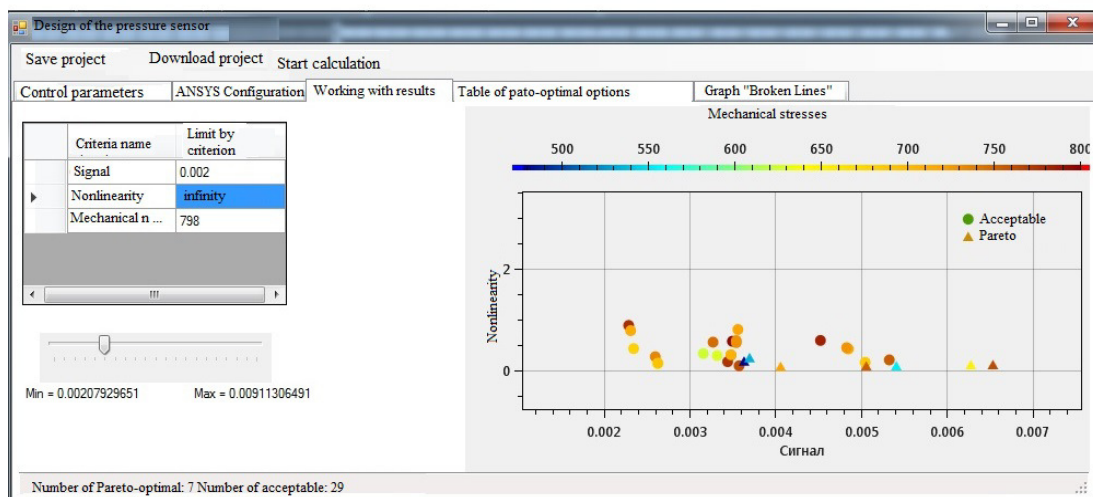 Design of the pressure sensor
Save project Download project Start calculation
Control parameters ANSYS Configuration Working with results Table of pato-optimal options Graph "Broken Lines"
Criteria name Limit by
criterion
Signal 0.002
Nonlinearity infinity
Mechanical n ... 798
Min = 0.00207929651 Max = 0.00911306491
Mechanical stresses
500 550 600 650 700 750 800
Acceptable
Pareto
Nonlinearity
2
0
0.002 0.003 0.004 0.005 0.006 0.007
Сигнал
Number of Pareto-optimal: 7 Number of acceptable: 29